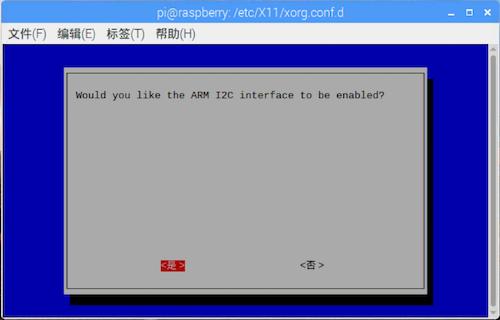 pi@raspberry: /etc/X11/xorg.conf.d
文件(F) 编辑(E) 标签(T) 帮助(H)
Would you like the ARM I2C interface to be enabled?
<是> <否>